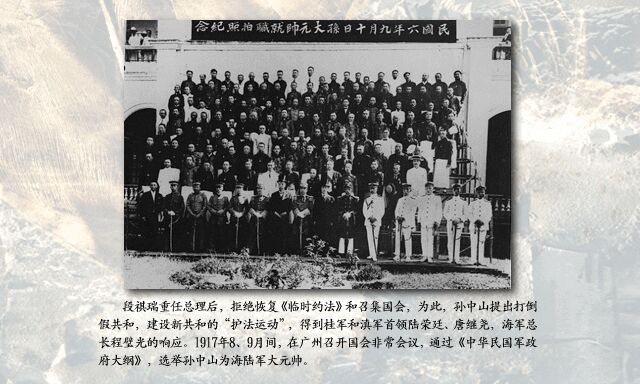 民國六年九月十日孫大元帥就職拍照紀念
段祺瑞重任总理后，拒绝恢复《临时约法》和召集国会，为此，孙中山提出打倒
假共和，建设新共和的“护法运动”，得到桂军和滇军首领陆荣廷、唐继尧，海军总
长程璧光的响应。1917年8、9月间，在广州召开国会非常会议，通过《中华民国军政
府大纲》，选举孙中山为海陆军大元帅。